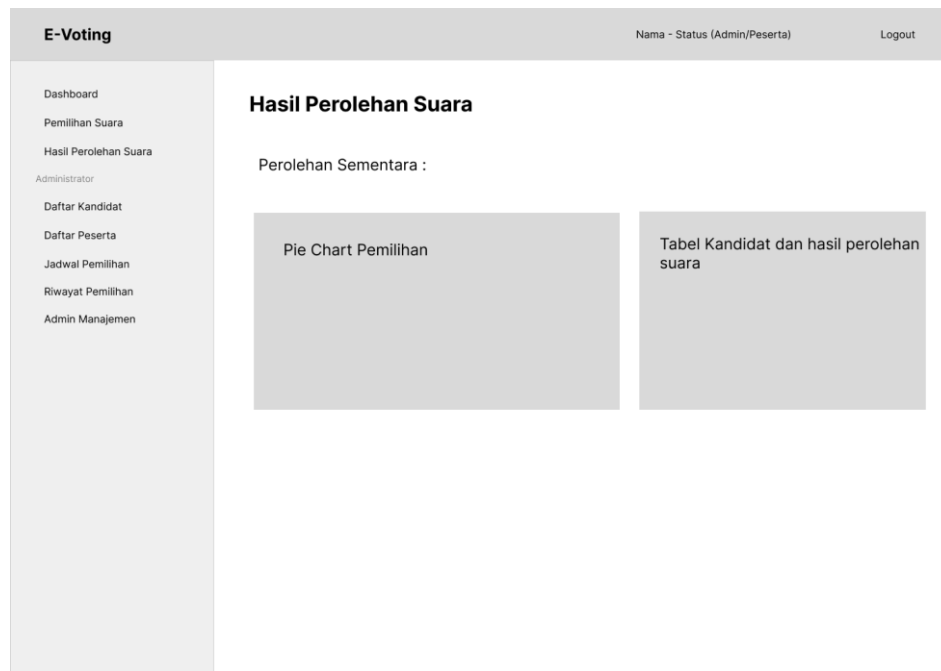 E-Voting
Nama - Status (Admin/Peserta)
Logout
Dashboard
Pemilihan Suara
Hasil Perolehan Suara
Administrator
Daftar Kandidat
Daftar Peserta
Jadwal Pemilihan
Riwayat Pemilihan
Admin Manajemen
Hasil Perolehan Suara
Perolehan Sementara :
Pie Chart Pemilihan
Tabel Kandidat dan hasil perolehan
suara